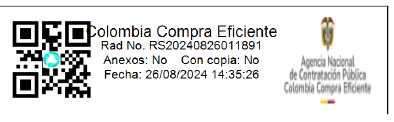 Colombia Compra Eficiente
Rad No. RS20240826011891
Anexos: No Con copia: No
Fecha: 26/08/2024 14:35:26
Agencia Nacional
de Contratación Pública
Colombia Compra Eficiente